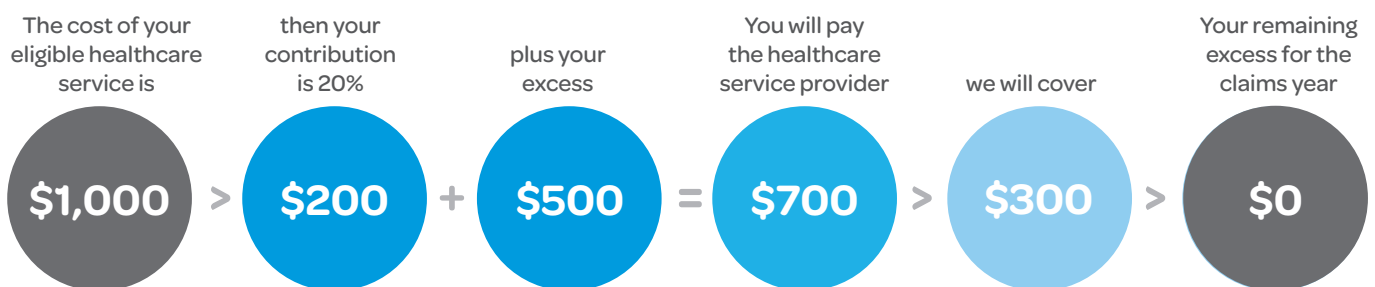 The cost of your
eligible healthcare
service is
$1,000
>
then your
contribution
is 20%
$200
+
plus your
excess
$500
=
You will pay
the healthcare
service provider
$700
>
we will cover
$300
>
Your remaining
excess for the
claims year
$0